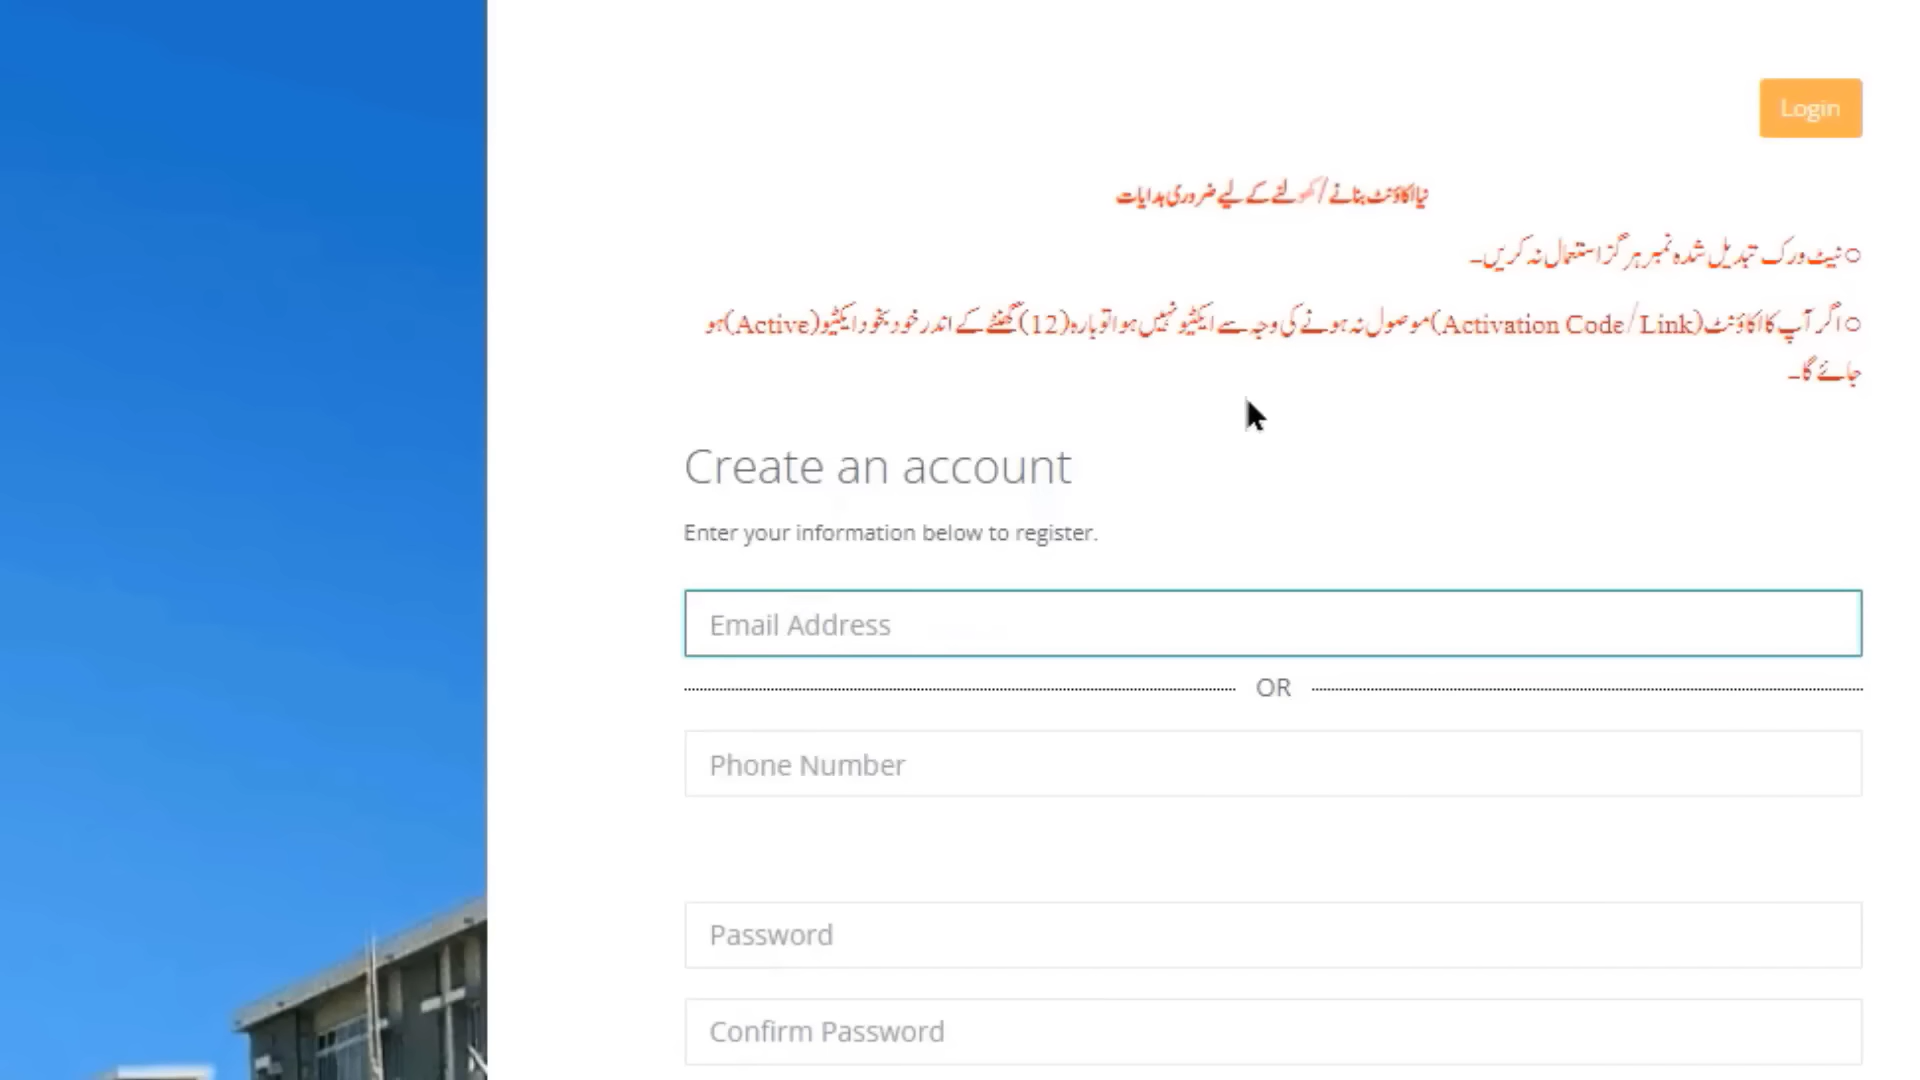 Login
نیا اکاؤنٹ بنانے / کھولنے کے لیے ضروری ہدایات
○ نیٹ ورک تبدیل شدہ نمبر ہر گز استعمال نہ کریں۔
○ اگر آپ کا اکاؤنٹ (Activation Code/Link) موصول نہ ہونے کی وجہ سے ایکٹیو نہیں ہوا تو بارہ (12) گھنٹے کے اندر خود بخود ایکٹیو (Active) ہو
جائے گا۔
Create an account
Enter your information below to register.
Email Address
OR
Phone Number
Password
Confirm Password